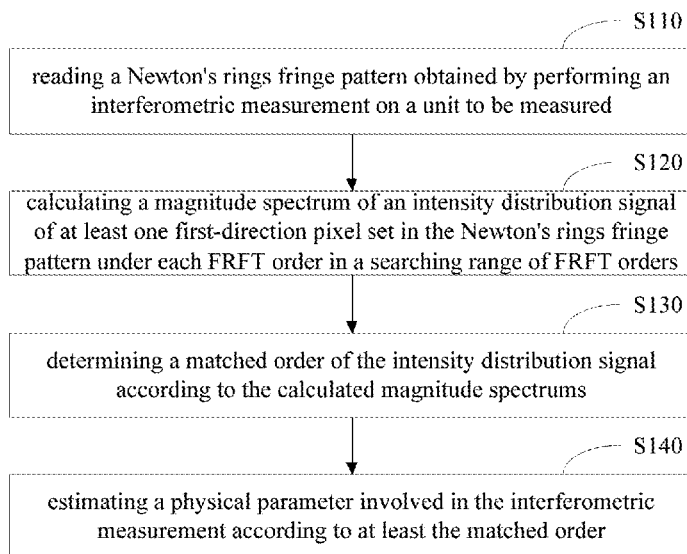 S110
reading a Newton's rings fringe pattern obtained by performing an
interferometric measurement on a unit to be measured
S120
calculating a magnitude spectrum of an intensity distribution signal
of at least one first-direction pixel set in the Newton's rings fringe
pattern under each FRFT order in a searching range of FRFT orders
S130
determining a matched order of the intensity distribution signal
according to the calculated magnitude spectrums
S140
estimating a physical parameter involved in the interferometric
measurement according to at least the matched order